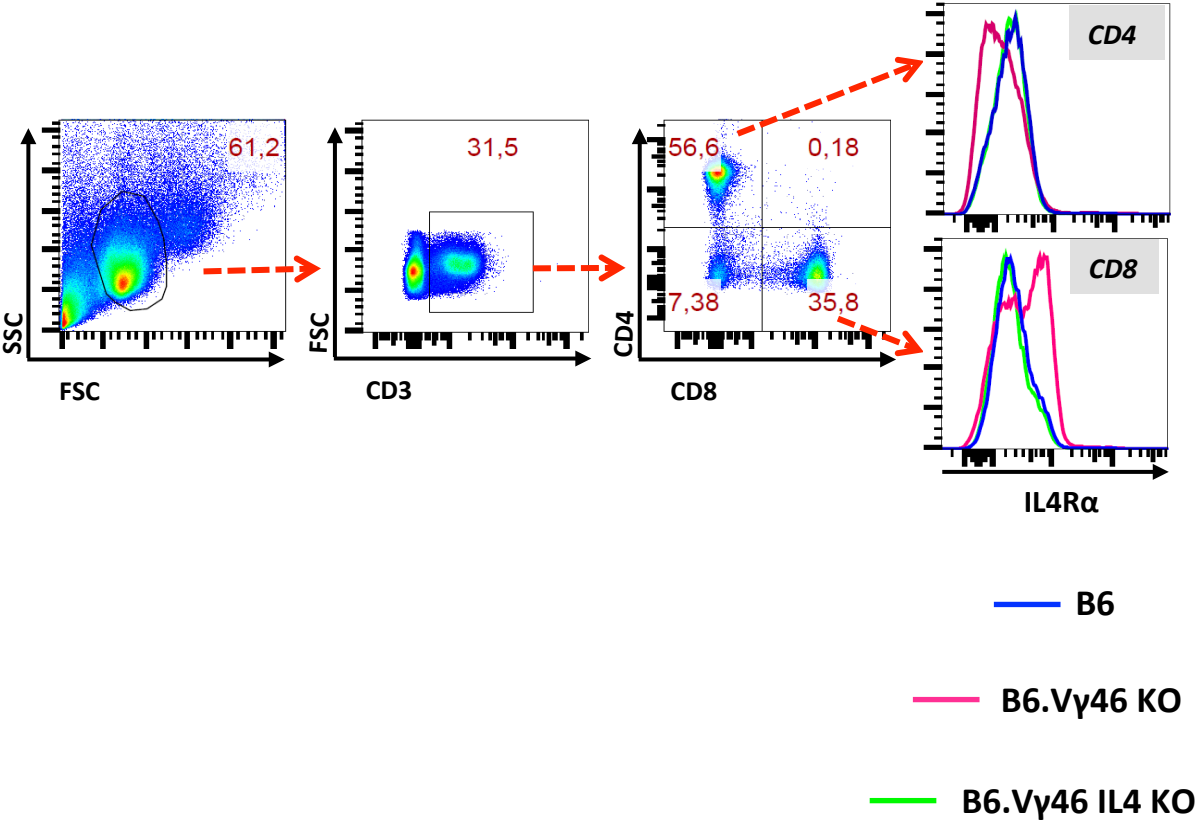 61,2
SSC
FSC
31,5
FSC
CD3
56,6
0,18
7,38
35,8
CD4
CD8
CD4
CD8
IL4Rα
B6
B6.Vγ46 KO
B6.Vγ46 IL4 KO